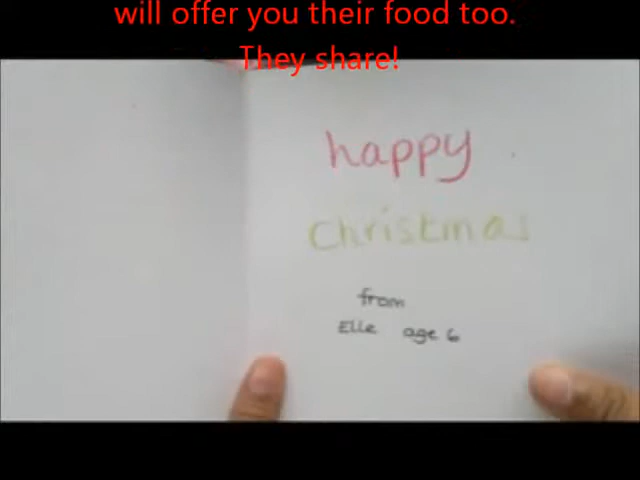 will offer you their food too.
They share!
happy
Christmas
from
Elle age 6